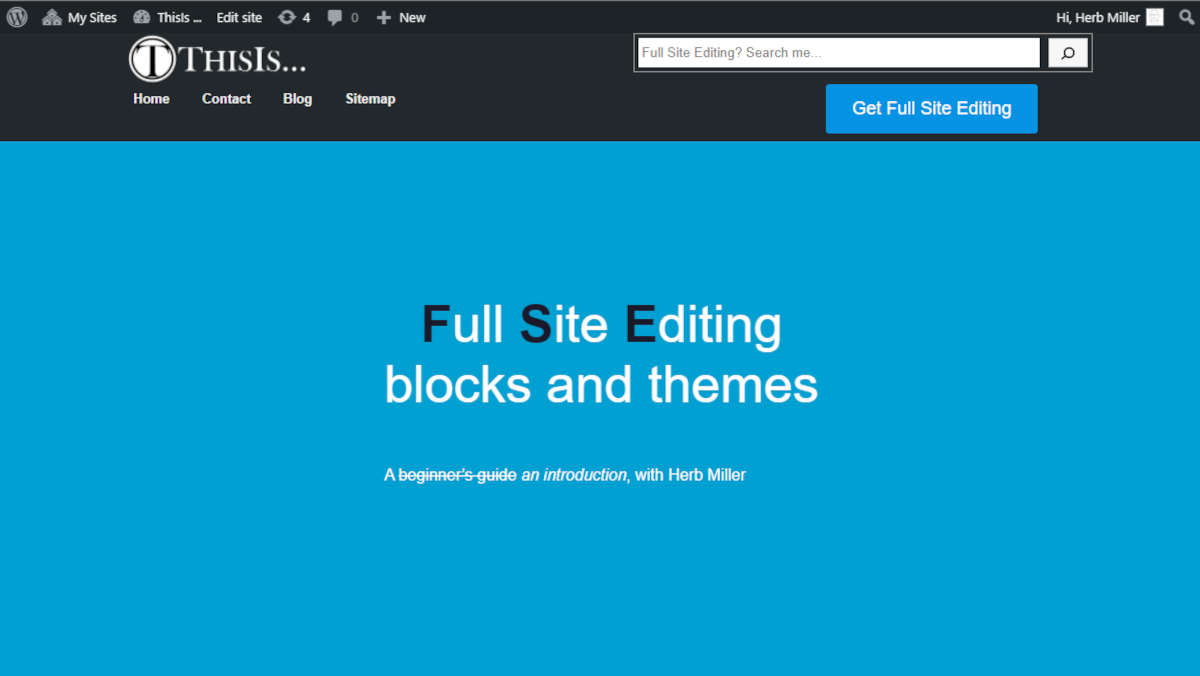 My Sites ThisIs ... Edit site 4 0 New Hi, Herb Miller
THISIS...
Full Site Editing? Search me...
Home Contact Blog Sitemap
Get Full Site Editing
Full Site Editing
blocks and themes
A beginner's guide an introduction, with Herb Miller